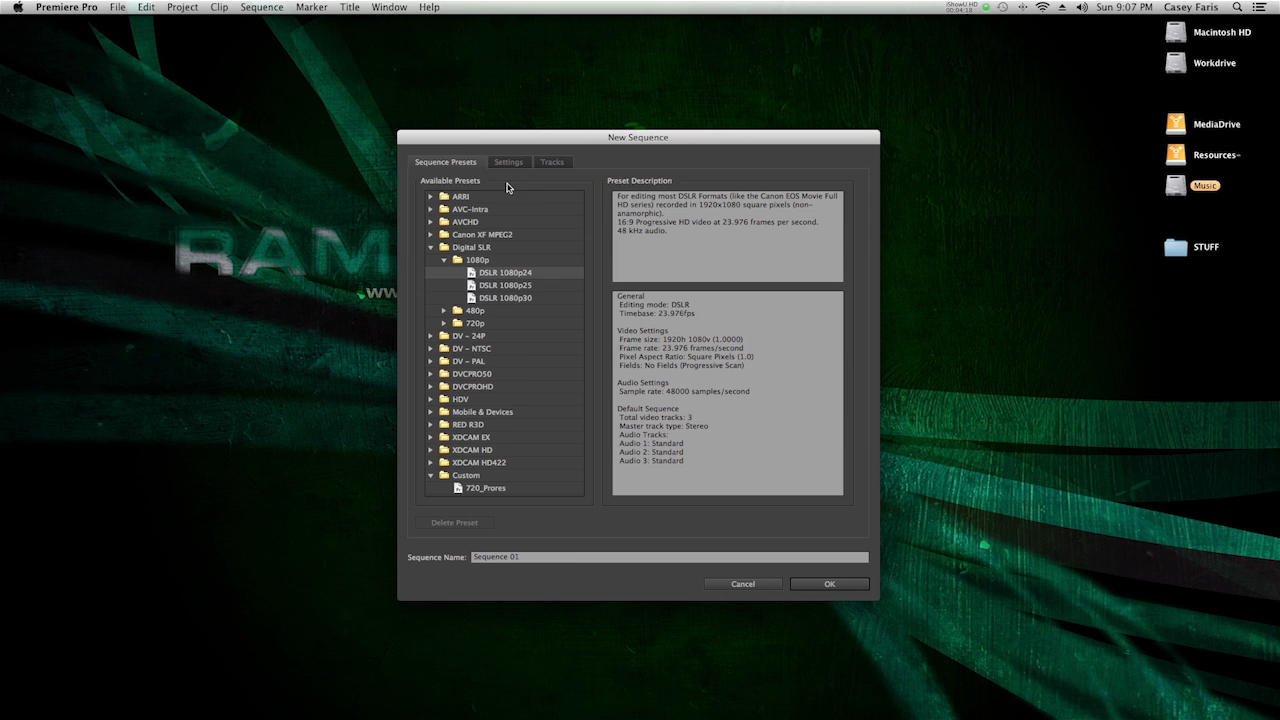 Premiere Pro File Edit Project Clip Sequence Marker Title Window Help
iShowU HD
00:04:18
Sun 9:07 PM Casey Faris
Macintosh HD
Workdrive
MediaDrive
Resources–
Music
STUFF
RAM
ww
New Sequence
Sequence Presets Settings Tracks
Available Presets
ARRI
AVC-Intra
AVCHD
Canon XF MPEG2
Digital SLR
1080p
DSLR 1080p24
DSLR 1080p25
DSLR 1080p30
480p
720p
DV - 24P
DV - NTSC
DV - PAL
DVCPRO50
DVCPROHD
HDV
Mobile & Devices
RED R3D
XDCAM EX
XDCAM HD
XDCAM HD422
Custom
720_Prores
Delete Preset
Preset Description
For editing most DSLR Formats (like the Canon EOS Movie Full
HD series) recorded in 1920x1080 square pixels (non-
anamorphic).
16:9 Progressive HD video at 23.976 frames per second.
48 kHz audio.
General
Editing mode: DSLR
Timebase: 23.976fps
Video Settings
Frame size: 1920h 1080v (1.0000)
Frame rate: 23.976 frames/second
Pixel Aspect Ratio: Square Pixels (1.0)
Fields: No Fields (Progressive Scan)
Audio Settings
Sample rate: 48000 samples/second
Default Sequence
Total video tracks: 3
Master track type: Stereo
Audio Tracks:
Audio 1: Standard
Audio 2: Standard
Audio 3: Standard
Sequence Name: Sequence 01
Cancel OK